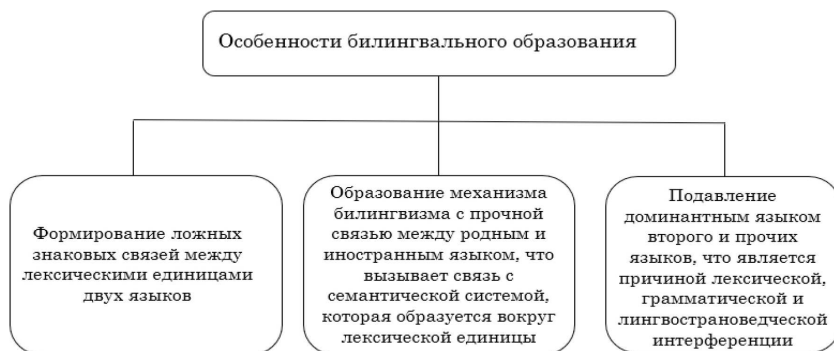 Особенности билингвального образования
Формирование ложных
знаковых связей между
лексическими единицами
двух языков
Образование механизма
билингвизма с прочной
связью между родным и
иностранным языком, что
вызывает связь с
семантической системой,
которая образуется вокруг
лексической единицы
Подавление
доминантным языком
второго и прочих
языков, что является
причиной лексической,
грамматической и
лингвострановедческой
интерференции